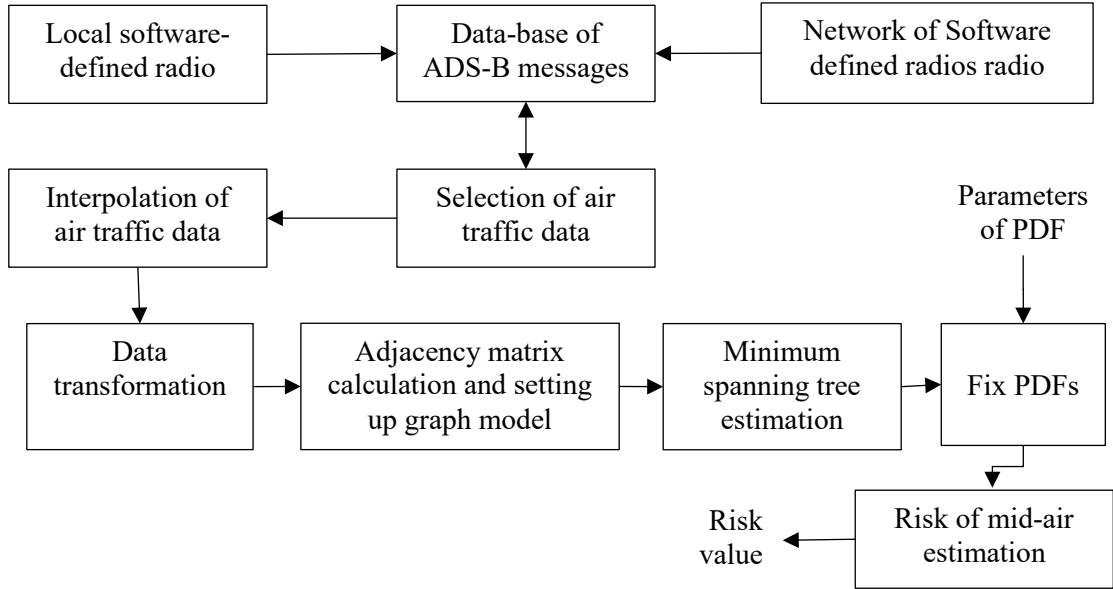 Local software-
defined radio
Data-base of
ADS-B messages
Network of Software
defined radios radio
Interpolation of
air traffic data
Selection of air
traffic data
Parameters
of PDF
Data
transformation
Adjacency matrix
calculation and setting
up graph model
Minimum
spanning tree
estimation
Fix PDFs
Risk
value
Risk of mid-air
estimation